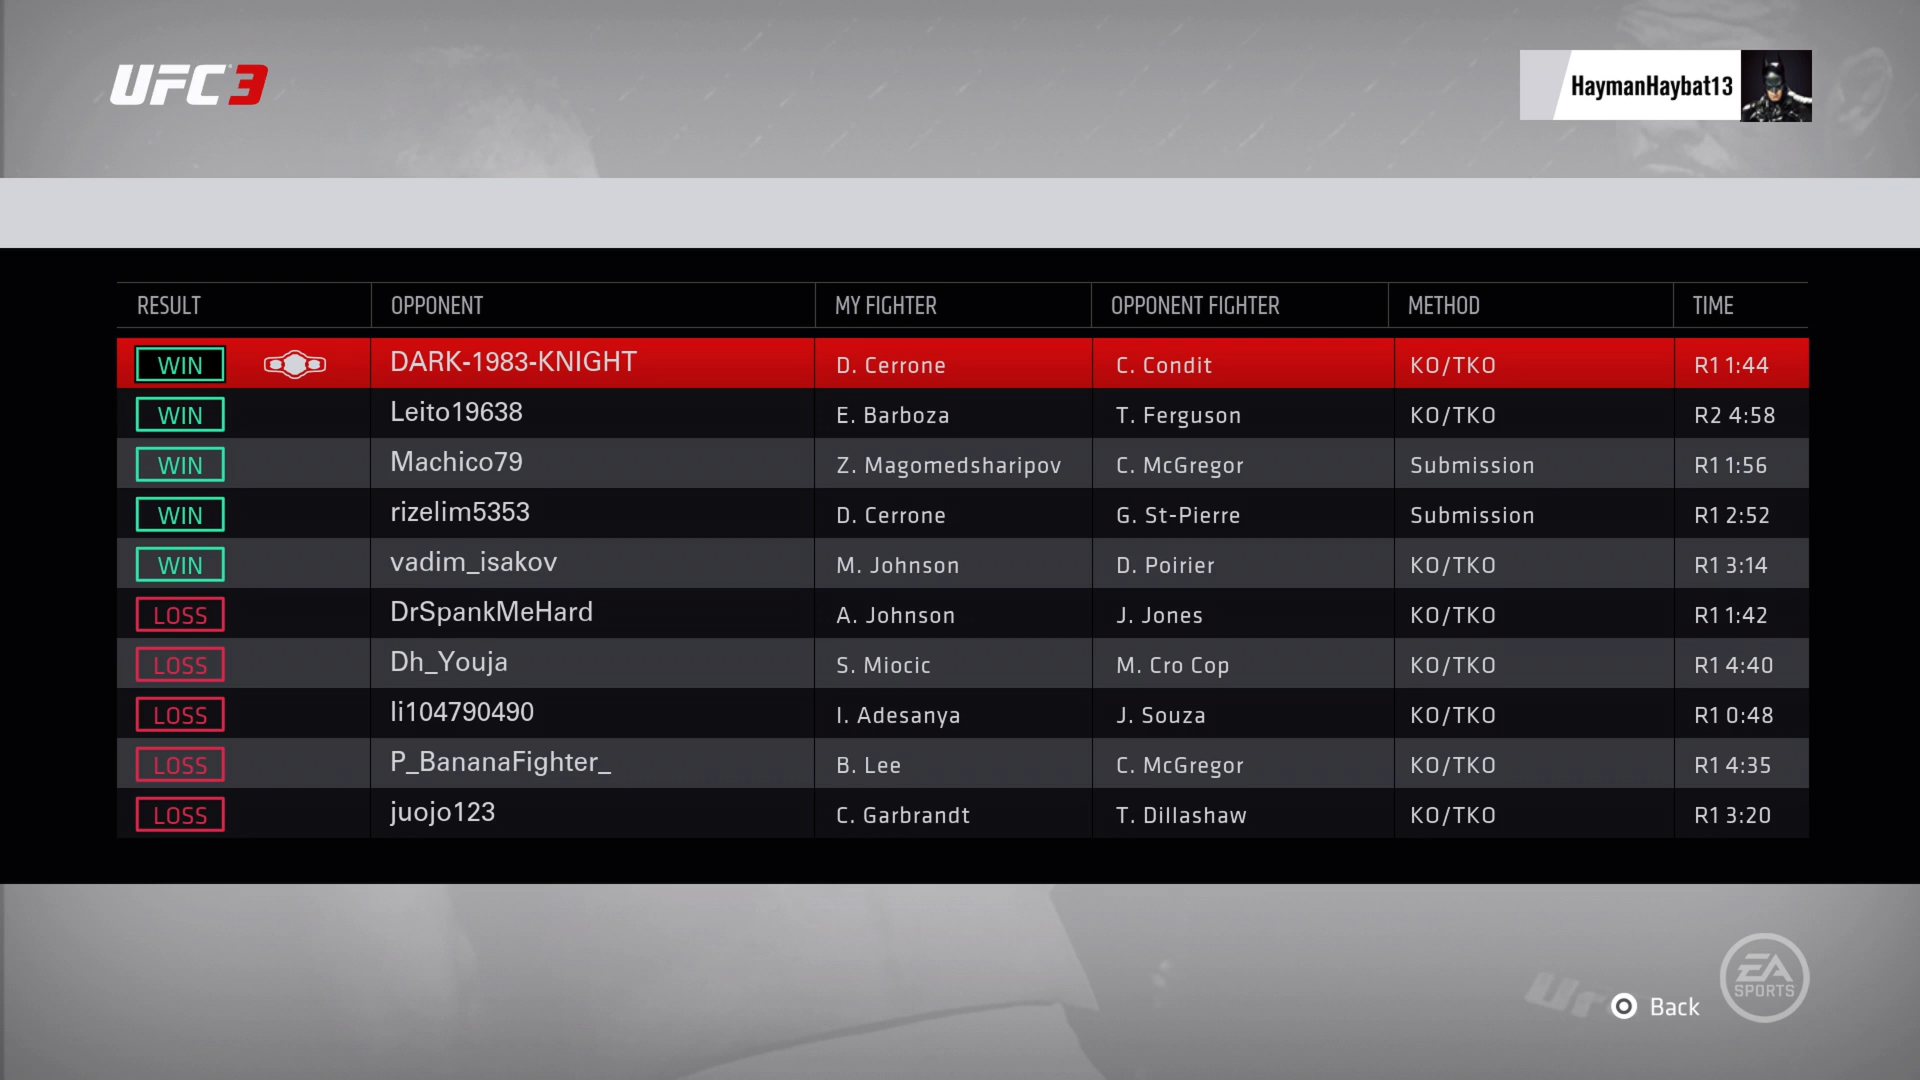 UFC 3
HaymanHaybat13
RESULT OPPONENT MY FIGHTER OPPONENT FIGHTER METHOD TIME
WIN DARK-1983-KNIGHT D. Cerrone C. Condit KO/TKO R1 1:44
WIN Leito19638 E. Barboza T. Ferguson KO/TKO R2 4:58
WIN Machico79 Z. Magomedsharipov C. McGregor Submission R1 1:56
WIN rizelim5353 D. Cerrone G. St-Pierre Submission R1 2:52
WIN vadim_isakov M. Johnson D. Poirier KO/TKO R1 3:14
LOSS DrSpankMeHard A. Johnson J. Jones KO/TKO R1 1:42
LOSS Dh_Youja S. Miocic M. Cro Cop KO/TKO R1 4:40
LOSS li104790490 I. Adesanya J. Souza KO/TKO R1 0:48
LOSS P_BananaFighter_ B. Lee C. McGregor KO/TKO R1 4:35
LOSS juojo123 C. Garbrandt T. Dillashaw KO/TKO R1 3:20
Back
EA
SPORTS